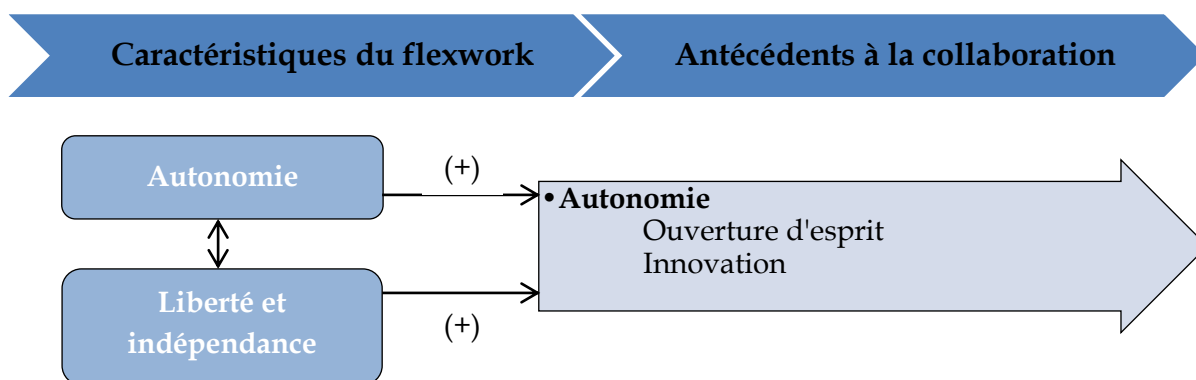 Caractéristiques du flexwork
Antécédents à la collaboration
Autonomie
(+)
•Autonomie
Ouverture d'esprit
Innovation
Liberté et
indépendance
(+)